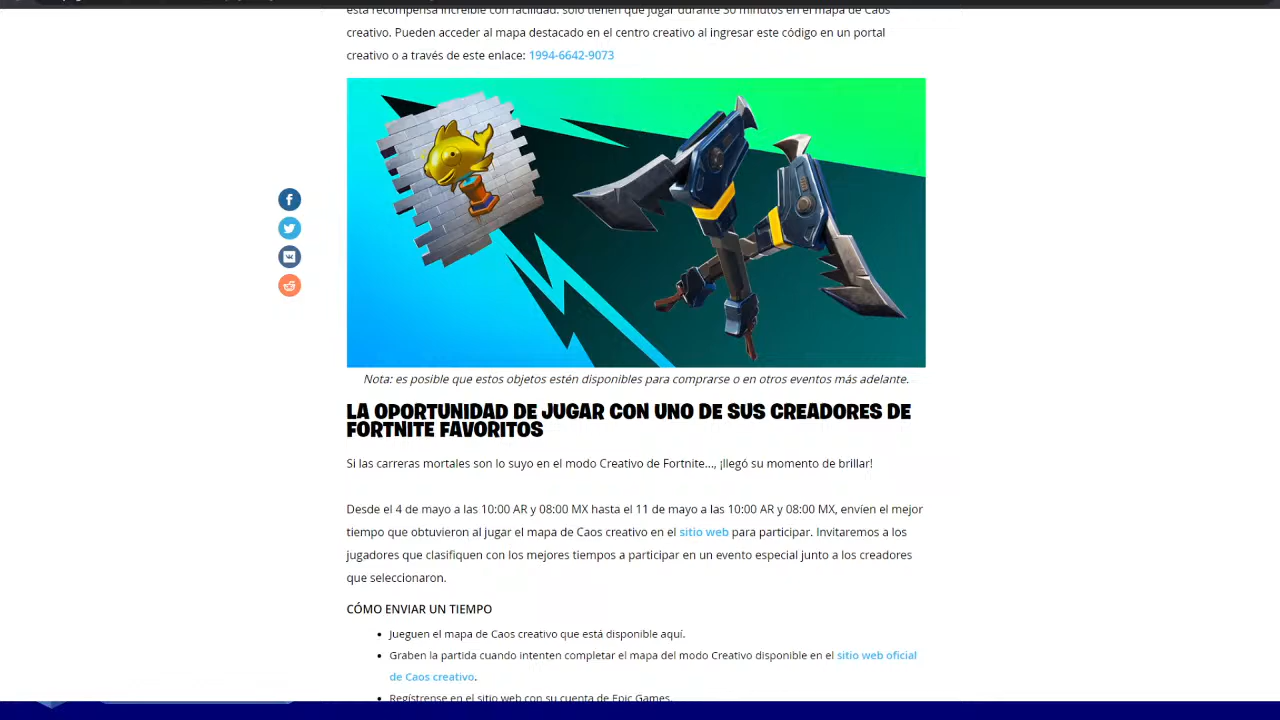 esta recompensa increíble con facilidad: solo tienen que jugar durante 30 minutos en el mapa de Caos
creativo. Pueden acceder al mapa destacado en el centro creativo al ingresar este código en un portal
creativo o a través de este enlace: 1994-6642-9073
Nota: es posible que estos objetos estén disponibles para comprarse o en otros eventos más adelante.
LA OPORTUNIDAD DE JUGAR CON UNO DE SUS CREADORES DE
FORTNITE FAVORITOS
Si las carreras mortales son lo suyo en el modo Creativo de Fortnite..., ¡llegó su momento de brillar!
Desde el 4 de mayo a las 10:00 AR y 08:00 MX hasta el 11 de mayo a las 10:00 AR y 08:00 MX, envíen el mejor
tiempo que obtuvieron al jugar el mapa de Caos creativo en el sitio web para participar. Invitaremos a los
jugadores que clasifiquen con los mejores tiempos a participar en un evento especial junto a los creadores
que seleccionaron.
CÓMO ENVIAR UN TIEMPO
• Jueguen el mapa de Caos creativo que está disponible aquí.
• Graben la partida cuando intenten completar el mapa del modo Creativo disponible en el sitio web oficial
de Caos creativo.
• Regístrense en el sitio web con su cuenta de Epic Games.